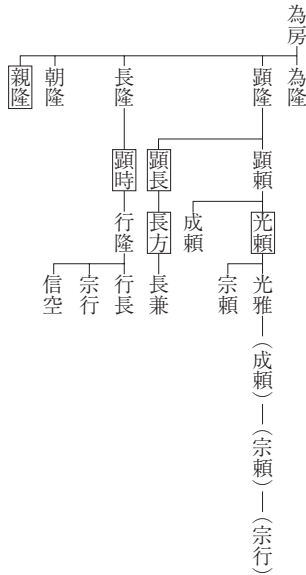 為房
為隆
顕隆
長隆
朝隆
親隆
顕頼
顕長
顕時
光頼
成頼
長方
行隆
光雅
宗頼
長兼
行長
宗行
信空
（成頼）
（宗頼）
（宗行）